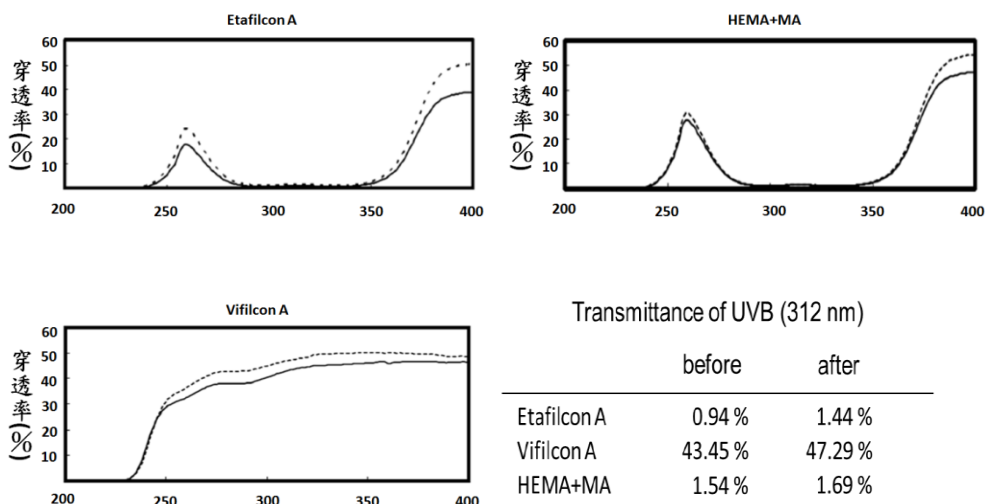 Etafilcon A
穿透率(%)
60
50
40
30
20
10
200 250 300 350 400
HEMA+MA
穿透率(%)
60
50
40
30
20
10
200 250 300 350 400
Vifilcon A
穿透率(%)
60
50
40
30
20
10
200 250 300 350 400
Transmittance of UVB (312 nm)
before after
Etafilcon A 0.94 % 1.44 %
Vifilcon A 43.45 % 47.29 %
HEMA+MA 1.54 % 1.69 %